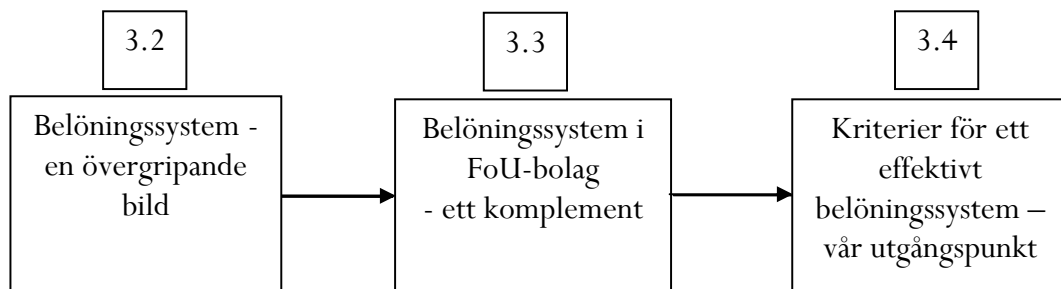 3.2
Belöningssystem -
en övergripande
bild
3.3
Belöningssystem i
FoU-bolag
- ett komplement
3.4
Kriterier för ett
effektivt
belöningssystem –
vår utgångspunkt